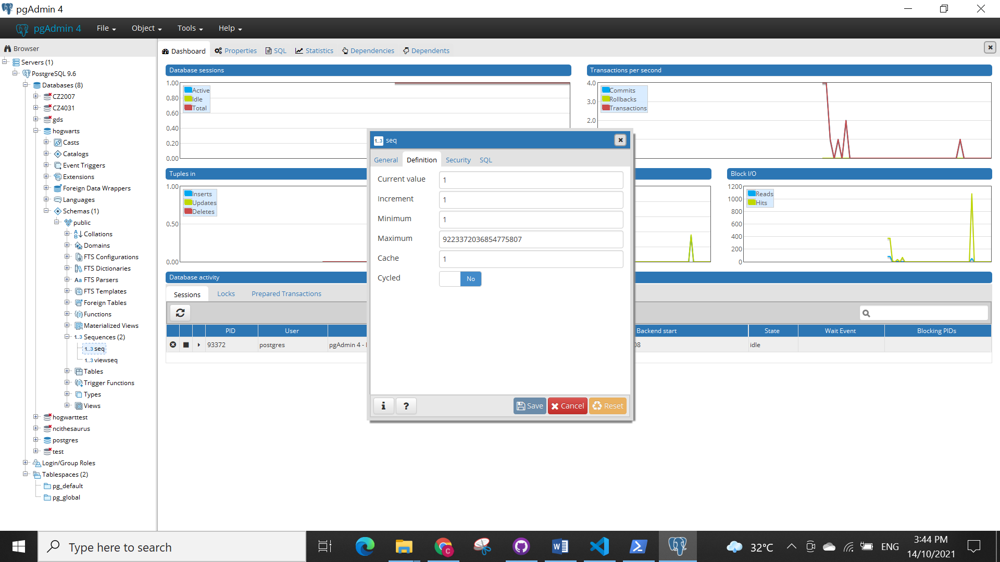 pgAdmin 4
pgAdmin 4 File Object Tools Help
Browser
Servers (1)
PostgreSQL 9.6
Databases (8)
CZ2007
CZ4031
gds
hogwarts
Casts
Catalogs
Event Triggers
Extensions
Foreign Data Wrappers
Languages
Schemas (1)
public
Collations
Domains
FTS Configurations
FTS Dictionaries
FTS Parsers
FTS Templates
Foreign Tables
Functions
Materialized Views
1..3 Sequences (2)
1..3 seq
1..3 viewseq
Tables
Trigger Functions
Types
Views
hogwarttest
ncithesaurus
postgres
test
Login/Group Roles
Tablespaces (2)
pg_default
pg_global
Dashboard Properties SQL Statistics Dependencies Dependents
Database sessions
1.00
0.80
0.60
0.40
0.20
0.00
Active
Idle
Total
Transactions per second
4.0
3.0
2.0
Commits
Rollbacks
Transactions
Tuples in
1.00
0.50
0.00
Inserts
Updates
Deletes
Block I/O
1200
1000
800
600
400
200
0
Reads
Hits
1..3 seq
General Definition Security SQL
Current value 1
Increment 1
Minimum 1
Maximum 9223372036854775807
Cache 1
Cycled No
i ? Save Cancel Reset
Database activity
Sessions Locks Prepared Transactions
PID User Backend start State Wait Event Blocking PIDs
93372 postgres pgAdmin 4 - 08 idle
Type here to search
32°C ENG
3:44 PM
14/10/2021